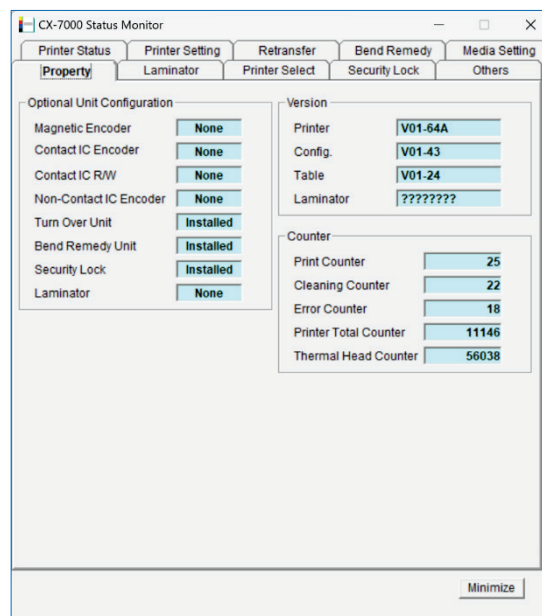 CX-7000 Status Monitor
Printer Status Printer Setting Retransfer Bend Remedy Media Setting
Property Laminator Printer Select Security Lock Others
Optional Unit Configuration
Magnetic Encoder None
Contact IC Encoder None
Contact IC R/W None
Non-Contact IC Encoder None
Turn Over Unit Installed
Bend Remedy Unit Installed
Security Lock Installed
Laminator None
Version
Printer V01-64A
Config. V01-43
Table V01-24
Laminator ????????
Counter
Print Counter 25
Cleaning Counter 22
Error Counter 18
Printer Total Counter 11146
Thermal Head Counter 56038
Minimize